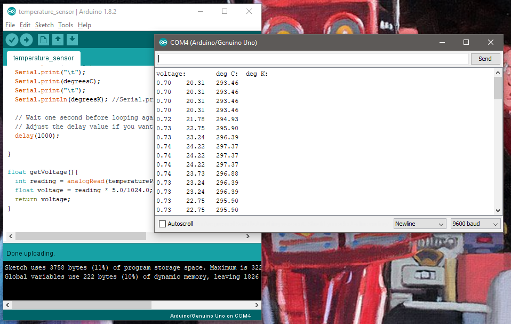 temperature_sensor | Arduino 1.8.2
File Edit Sketch Tools Help
temperature_sensor
Serial.print("\t");
Serial.print(degreesC);
Serial.print("\t");
Serial.println(degreesK); //Serial.pr
// Wait one second before looping aga
// Adjust the delay value if you want
delay(1000);
}
float getVoltage(){
int reading = analogRead(temperatureP
float voltage = reading * 5.0/1024.0;
return voltage;
}
Done uploading.
Sketch uses 3758 bytes (11%) of program storage space. Maximum is 322
Global variables use 222 bytes (10%) of dynamic memory, leaving 1826
Arduino/Genuino Uno on COM4
COM4 (Arduino/Genuino Uno)
Send
voltage: deg C: deg K:
0.70 20.31 293.46
0.70 20.31 293.46
0.70 20.31 293.46
0.70 20.31 293.46
0.72 21.78 294.93
0.73 22.75 295.90
0.73 23.24 296.39
0.74 24.22 297.37
0.74 24.22 297.37
0.74 24.22 297.37
0.74 23.73 296.88
0.73 23.24 296.39
0.73 23.24 296.39
0.73 22.75 295.90
0.73 22.75 295.90
Autoscroll
Newline
9600 baud